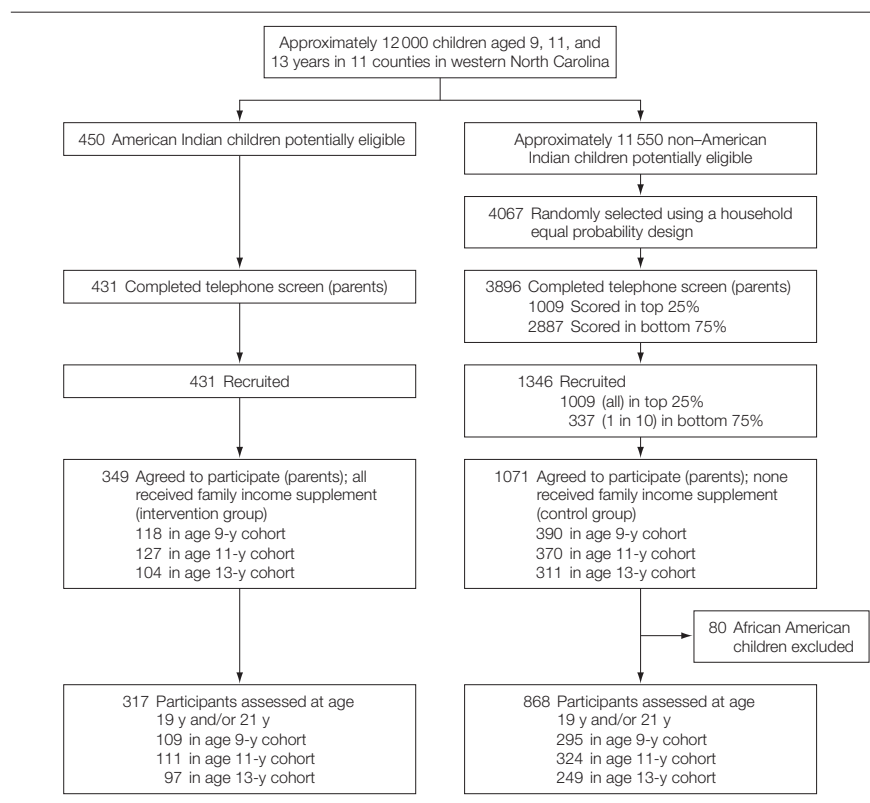 Approximately 12 000 children aged 9, 11, and
13 years in 11 counties in western North Carolina
450 American Indian children potentially eligible
Approximately 11 550 non–American
Indian children potentially eligible
4067 Randomly selected using a household
equal probability design
431 Completed telephone screen (parents)
3896 Completed telephone screen (parents)
1009 Scored in top 25%
2887 Scored in bottom 75%
431 Recruited
1346 Recruited
1009 (all) in top 25%
337 (1 in 10) in bottom 75%
349 Agreed to participate (parents); all
received family income supplement
(intervention group)
118 in age 9-y cohort
127 in age 11-y cohort
104 in age 13-y cohort
1071 Agreed to participate (parents); none
received family income supplement
(control group)
390 in age 9-y cohort
370 in age 11-y cohort
311 in age 13-y cohort
80 African American
children excluded
317 Participants assessed at age
19 y and/or 21 y
109 in age 9-y cohort
111 in age 11-y cohort
97 in age 13-y cohort
868 Participants assessed at age
19 y and/or 21 y
295 in age 9-y cohort
324 in age 11-y cohort
249 in age 13-y cohort